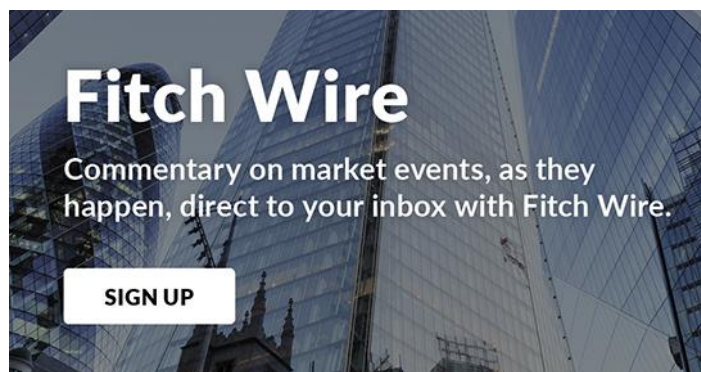 Fitch Wire
Commentary on market events, as they
happen, direct to your inbox with Fitch Wire.
SIGN UP